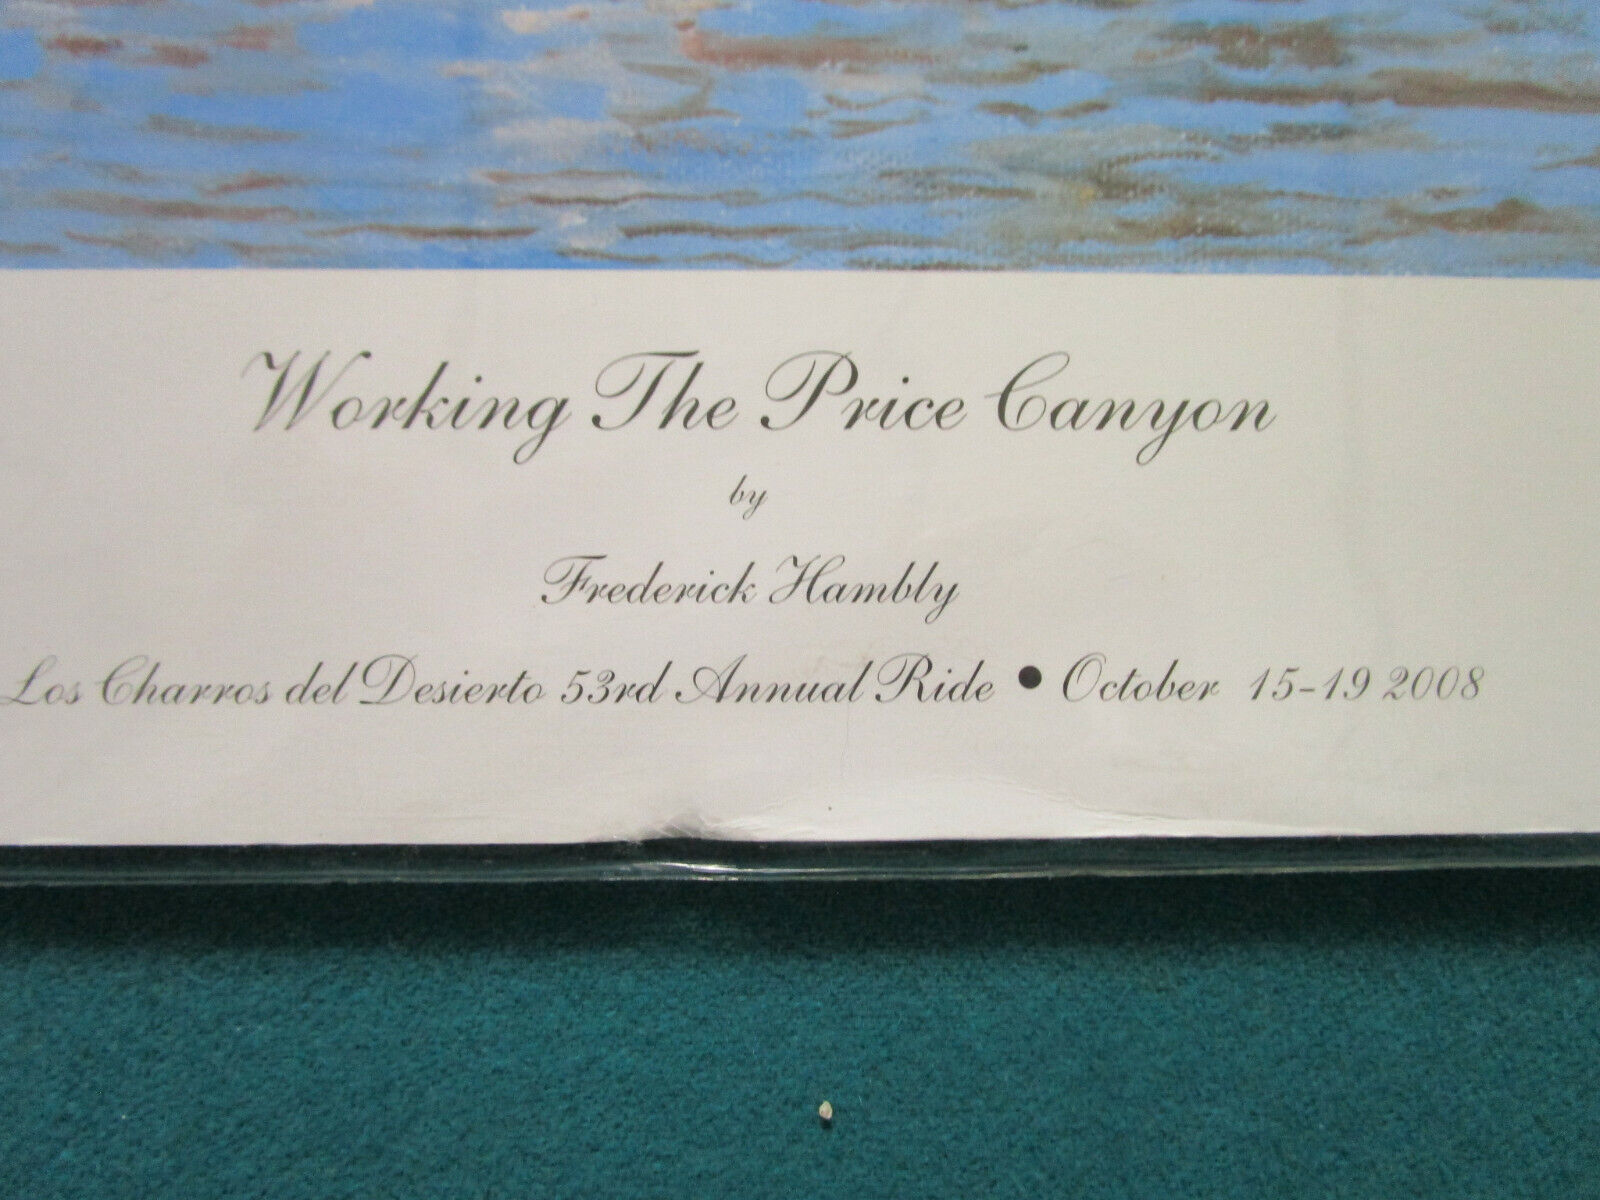 Working The Price Canyon
by
Frederick Hambly
Los Charros del Desierto 53rd Annual Ride • October 15-19 2008